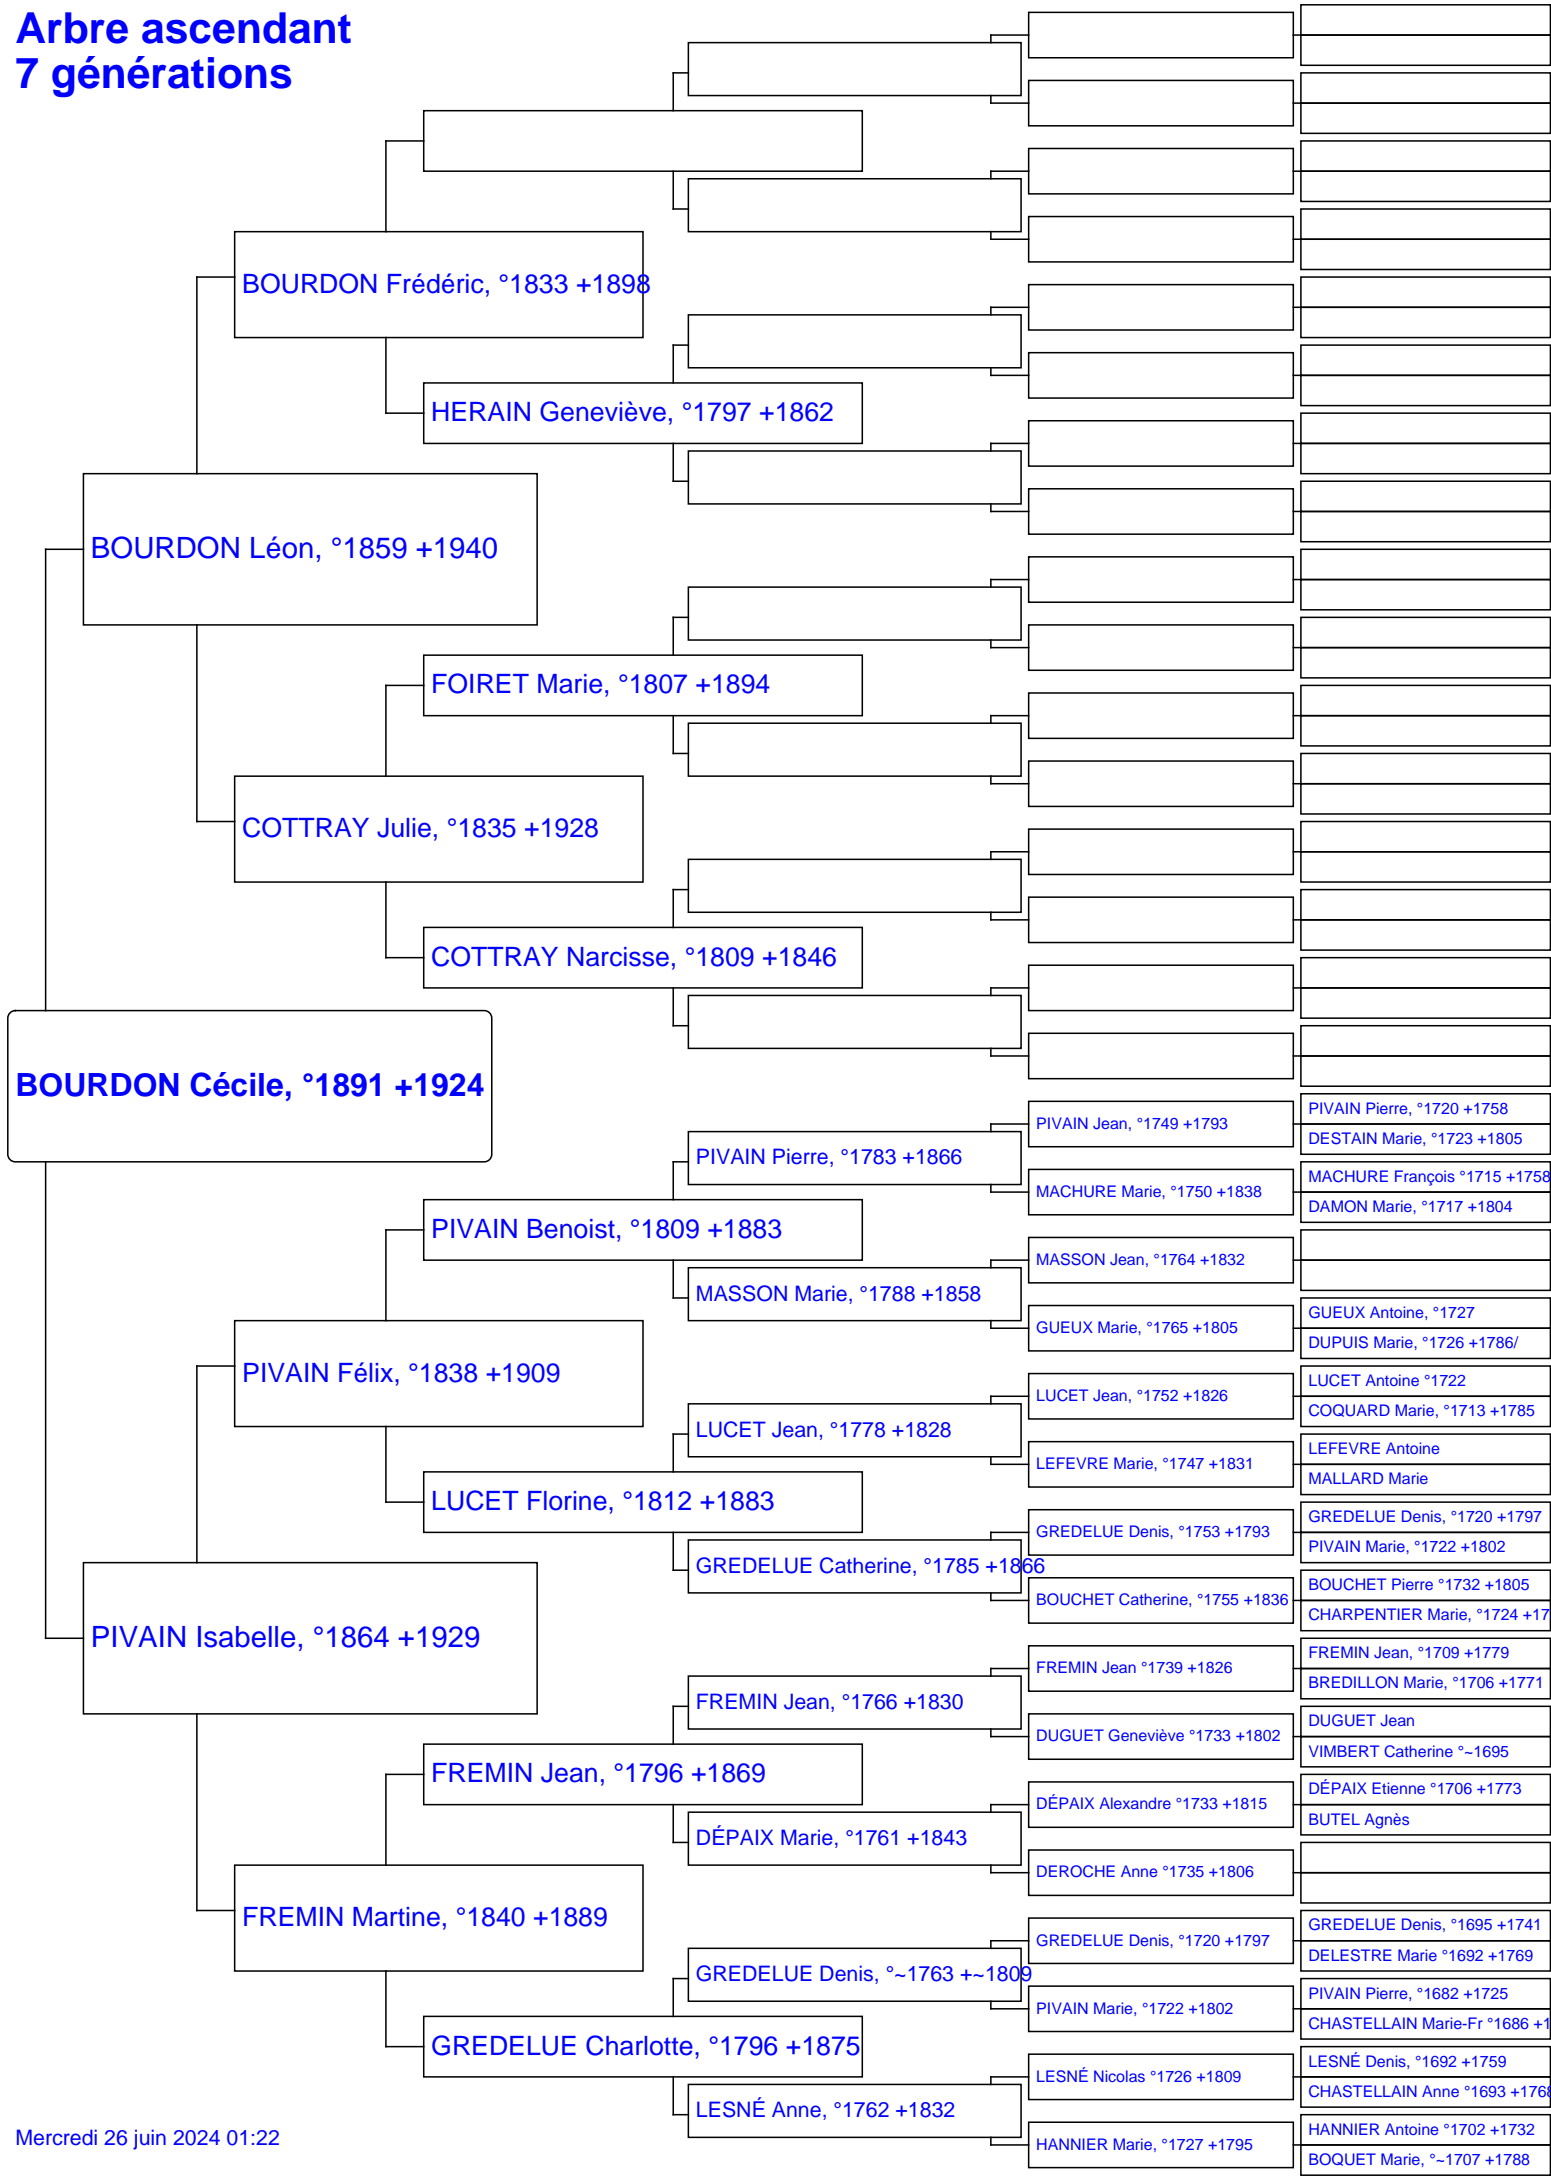 Arbre ascendant
7 générations
BOURDON Frédéric, °1833 +1898
HERAIN Geneviève, °1797 +1862
BOURDON Léon, °1859 +1940
FOIRET Marie, °1807 +1894
COTTRAY Julie, °1835 +1928
COTTRAY Narcisse, °1809 +1846
BOURDON Cécile, °1891 +1924
PIVAIN Pierre, °1720 +1758
PIVAIN Jean, °1749 +1793
DESTAIN Marie, °1723 +1805
PIVAIN Pierre, °1783 +1866
MACHURE François °1715 +1758
MACHURE Marie, °1750 +1838
DAMON Marie, °1717 +1804
PIVAIN Benoist, °1809 +1883
MASSON Jean, °1764 +1832
MASSON Marie, °1788 +1858
GUEUX Antoine, °1727
GUEUX Marie, °1765 +1805
DUPUIS Marie, °1726 +1786/
PIVAIN Félix, °1838 +1909
LUCET Antoine °1722
LUCET Jean, °1752 +1826
COQUARD Marie, °1713 +1785
LUCET Jean, °1778 +1828
LEFEVRE Antoine
LEFEVRE Marie, °1747 +1831
MALLARD Marie
LUCET Florine, °1812 +1883
GREDELUE Denis, °1720 +1797
GREDELUE Denis, °1753 +1793
PIVAIN Marie, °1722 +1802
GREDELUE Catherine, °1785 +1866
BOUCHET Pierre °1732 +1805
BOUCHET Catherine, °1755 +1836
CHARPENTIER Marie, °1724 +17
PIVAIN Isabelle, °1864 +1929
FREMIN Jean, °1709 +1779
FREMIN Jean °1739 +1826
BREDILLON Marie, °1706 +1771
FREMIN Jean, °1766 +1830
DUGUET Jean
DUGUET Geneviève °1733 +1802
VIMBERT Catherine °~1695
FREMIN Jean, °1796 +1869
DÉPAIX Etienne °1706 +1773
DÉPAIX Alexandre °1733 +1815
BUTEL Agnès
DÉPAIX Marie, °1761 +1843
DEROCHE Anne °1735 +1806
FREMIN Martine, °1840 +1889
GREDELUE Denis, °1695 +1741
GREDELUE Denis, °1720 +1797
DELESTRE Marie °1692 +1769
GREDELUE Denis, °~1763 +~1809
PIVAIN Pierre, °1682 +1725
PIVAIN Marie, °1722 +1802
CHASTELLAIN Marie-Fr °1686 +1
GREDELUE Charlotte, °1796 +1875
LESNÉ Denis, °1692 +1759
LESNÉ Nicolas °1726 +1809
CHASTELLAIN Anne °1693 +1768
LESNÉ Anne, °1762 +1832
HANNIER Antoine °1702 +1732
HANNIER Marie, °1727 +1795
BOQUET Marie, °~1707 +1788
Mercredi 26 juin 2024 01:22